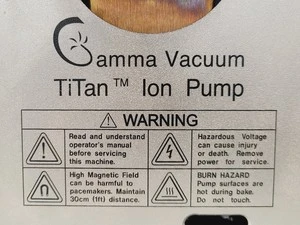 Gamma Vacuum
TiTan™ Ion Pump
WARNING
Read and understand
operator's manual
before servicing
this machine.
Hazardous Voltage
can cause injury
or death. Remove
power for service.
High Magnetic Field
can be harmful to
pacemakers. Maintain
30cm (1ft) distance.
BURN HAZARD
Pump surfaces are
hot during bake.
Do not touch.